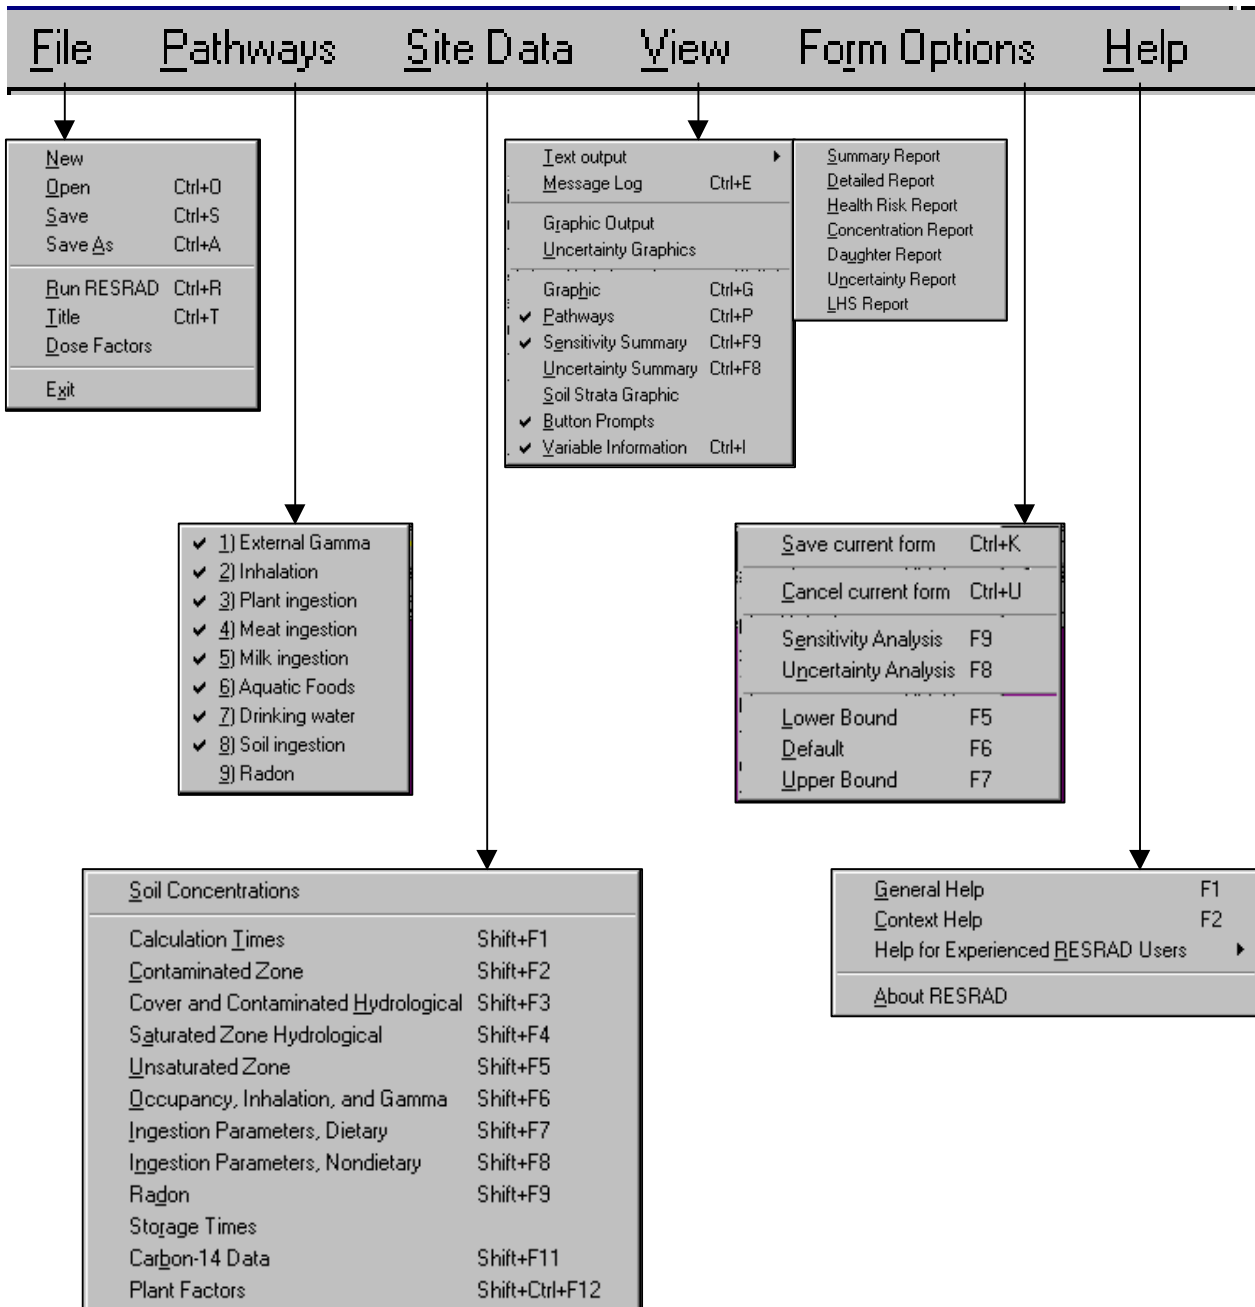 File Pathways Site Data View Form Options Help
New
Open Ctrl+O
Save Ctrl+S
Save As Ctrl+A
Run RESRAD Ctrl+R
Title Ctrl+T
Dose Factors
Exit
Text output
Message Log Ctrl+E
Graphic Output
Uncertainty Graphics
Graphic Ctrl+G
Pathways Ctrl+P
Sensitivity Summary Ctrl+F9
Uncertainty Summary Ctrl+F8
Soil Strata Graphic
Button Prompts
Variable Information Ctrl+I
Summary Report
Detailed Report
Health Risk Report
Concentration Report
Daughter Report
Uncertainty Report
LHS Report
1) External Gamma
2) Inhalation
3) Plant ingestion
4) Meat ingestion
5) Milk ingestion
6) Aquatic Foods
7) Drinking water
8) Soil ingestion
9) Radon
Save current form Ctrl+K
Cancel current form Ctrl+U
Sensitivity Analysis F9
Uncertainty Analysis F8
Lower Bound F5
Default F6
Upper Bound F7
Soil Concentrations
Calculation Times Shift+F1
Contaminated Zone Shift+F2
Cover and Contaminated Hydrological Shift+F3
Saturated Zone Hydrological Shift+F4
Unsaturated Zone Shift+F5
Occupancy, Inhalation, and Gamma Shift+F6
Ingestion Parameters, Dietary Shift+F7
Ingestion Parameters, Nondietary Shift+F8
Radon Shift+F9
Storage Times
Carbon-14 Data Shift+F11
Plant Factors Shift+Ctrl+F12
General Help F1
Context Help F2
Help for Experienced RESRAD Users
About RESRAD